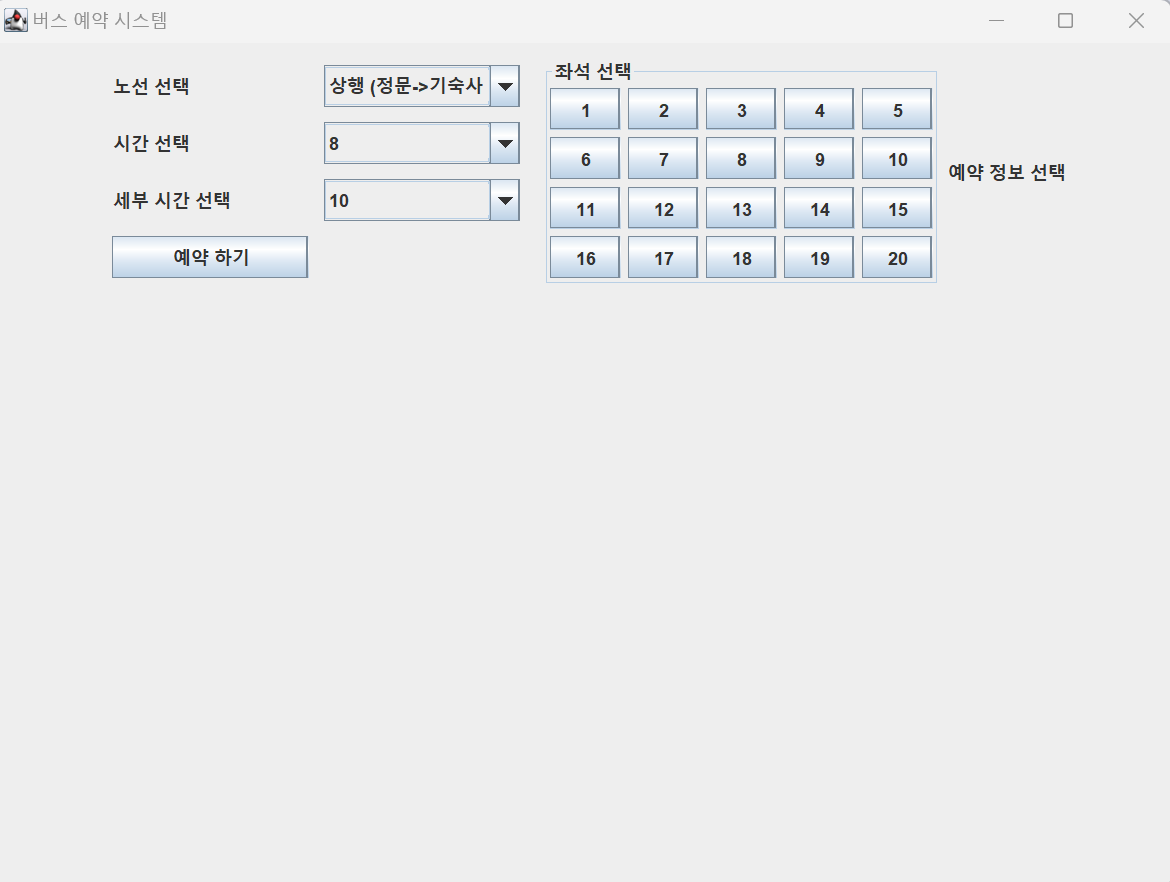 버스 예약 시스템
노선 선택
상행 (정문->기숙사
시간 선택
8
세부 시간 선택
10
예약 하기
좌석 선택
1 2 3 4 5
6 7 8 9 10
11 12 13 14 15
16 17 18 19 20
예약 정보 선택